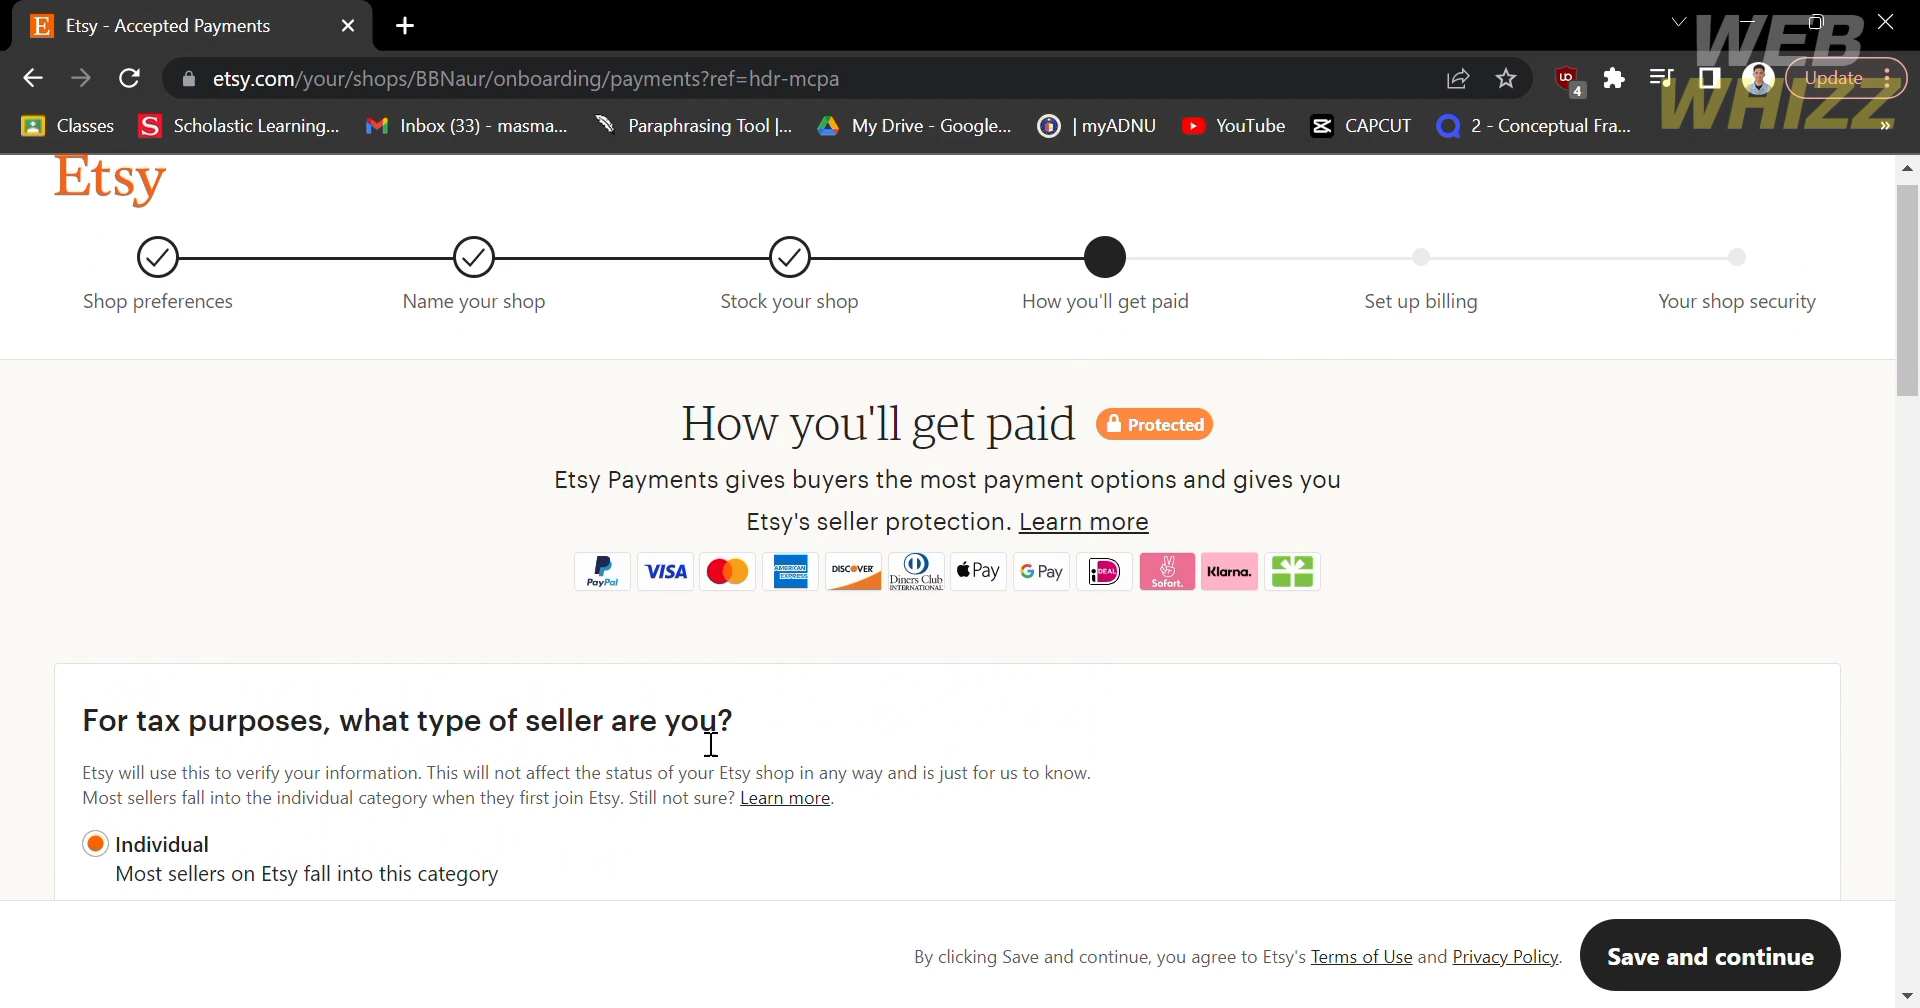 Etsy - Accepted Payments
WEB
WHIZZ
etsy.com/your/shops/BBNaur/onboarding/payments?ref=hdr-mcpa
4
Update
Classes
S Scholastic Learning...
Inbox (33) - masma...
Paraphrasing Tool |...
My Drive - Google...
| myADNU
YouTube
CAPCUT
2 - Conceptual Fra...
»
Etsy
Shop preferences
Name your shop
Stock your shop
How you'll get paid
Set up billing
Your shop security
How you'll get paid Protected
Etsy Payments gives buyers the most payment options and gives you
Etsy's seller protection. Learn more
PayPal VISA AMERICAN EXPRESS DISCOVER Diners Club INTERNATIONAL Pay G Pay iDEAL Sofort. Klarna.
For tax purposes, what type of seller are you?
Etsy will use this to verify your information. This will not affect the status of your Etsy shop in any way and is just for us to know.
Most sellers fall into the individual category when they first join Etsy. Still not sure? Learn more.
Individual
Most sellers on Etsy fall into this category
By clicking Save and continue, you agree to Etsy's Terms of Use and Privacy Policy.
Save and continue